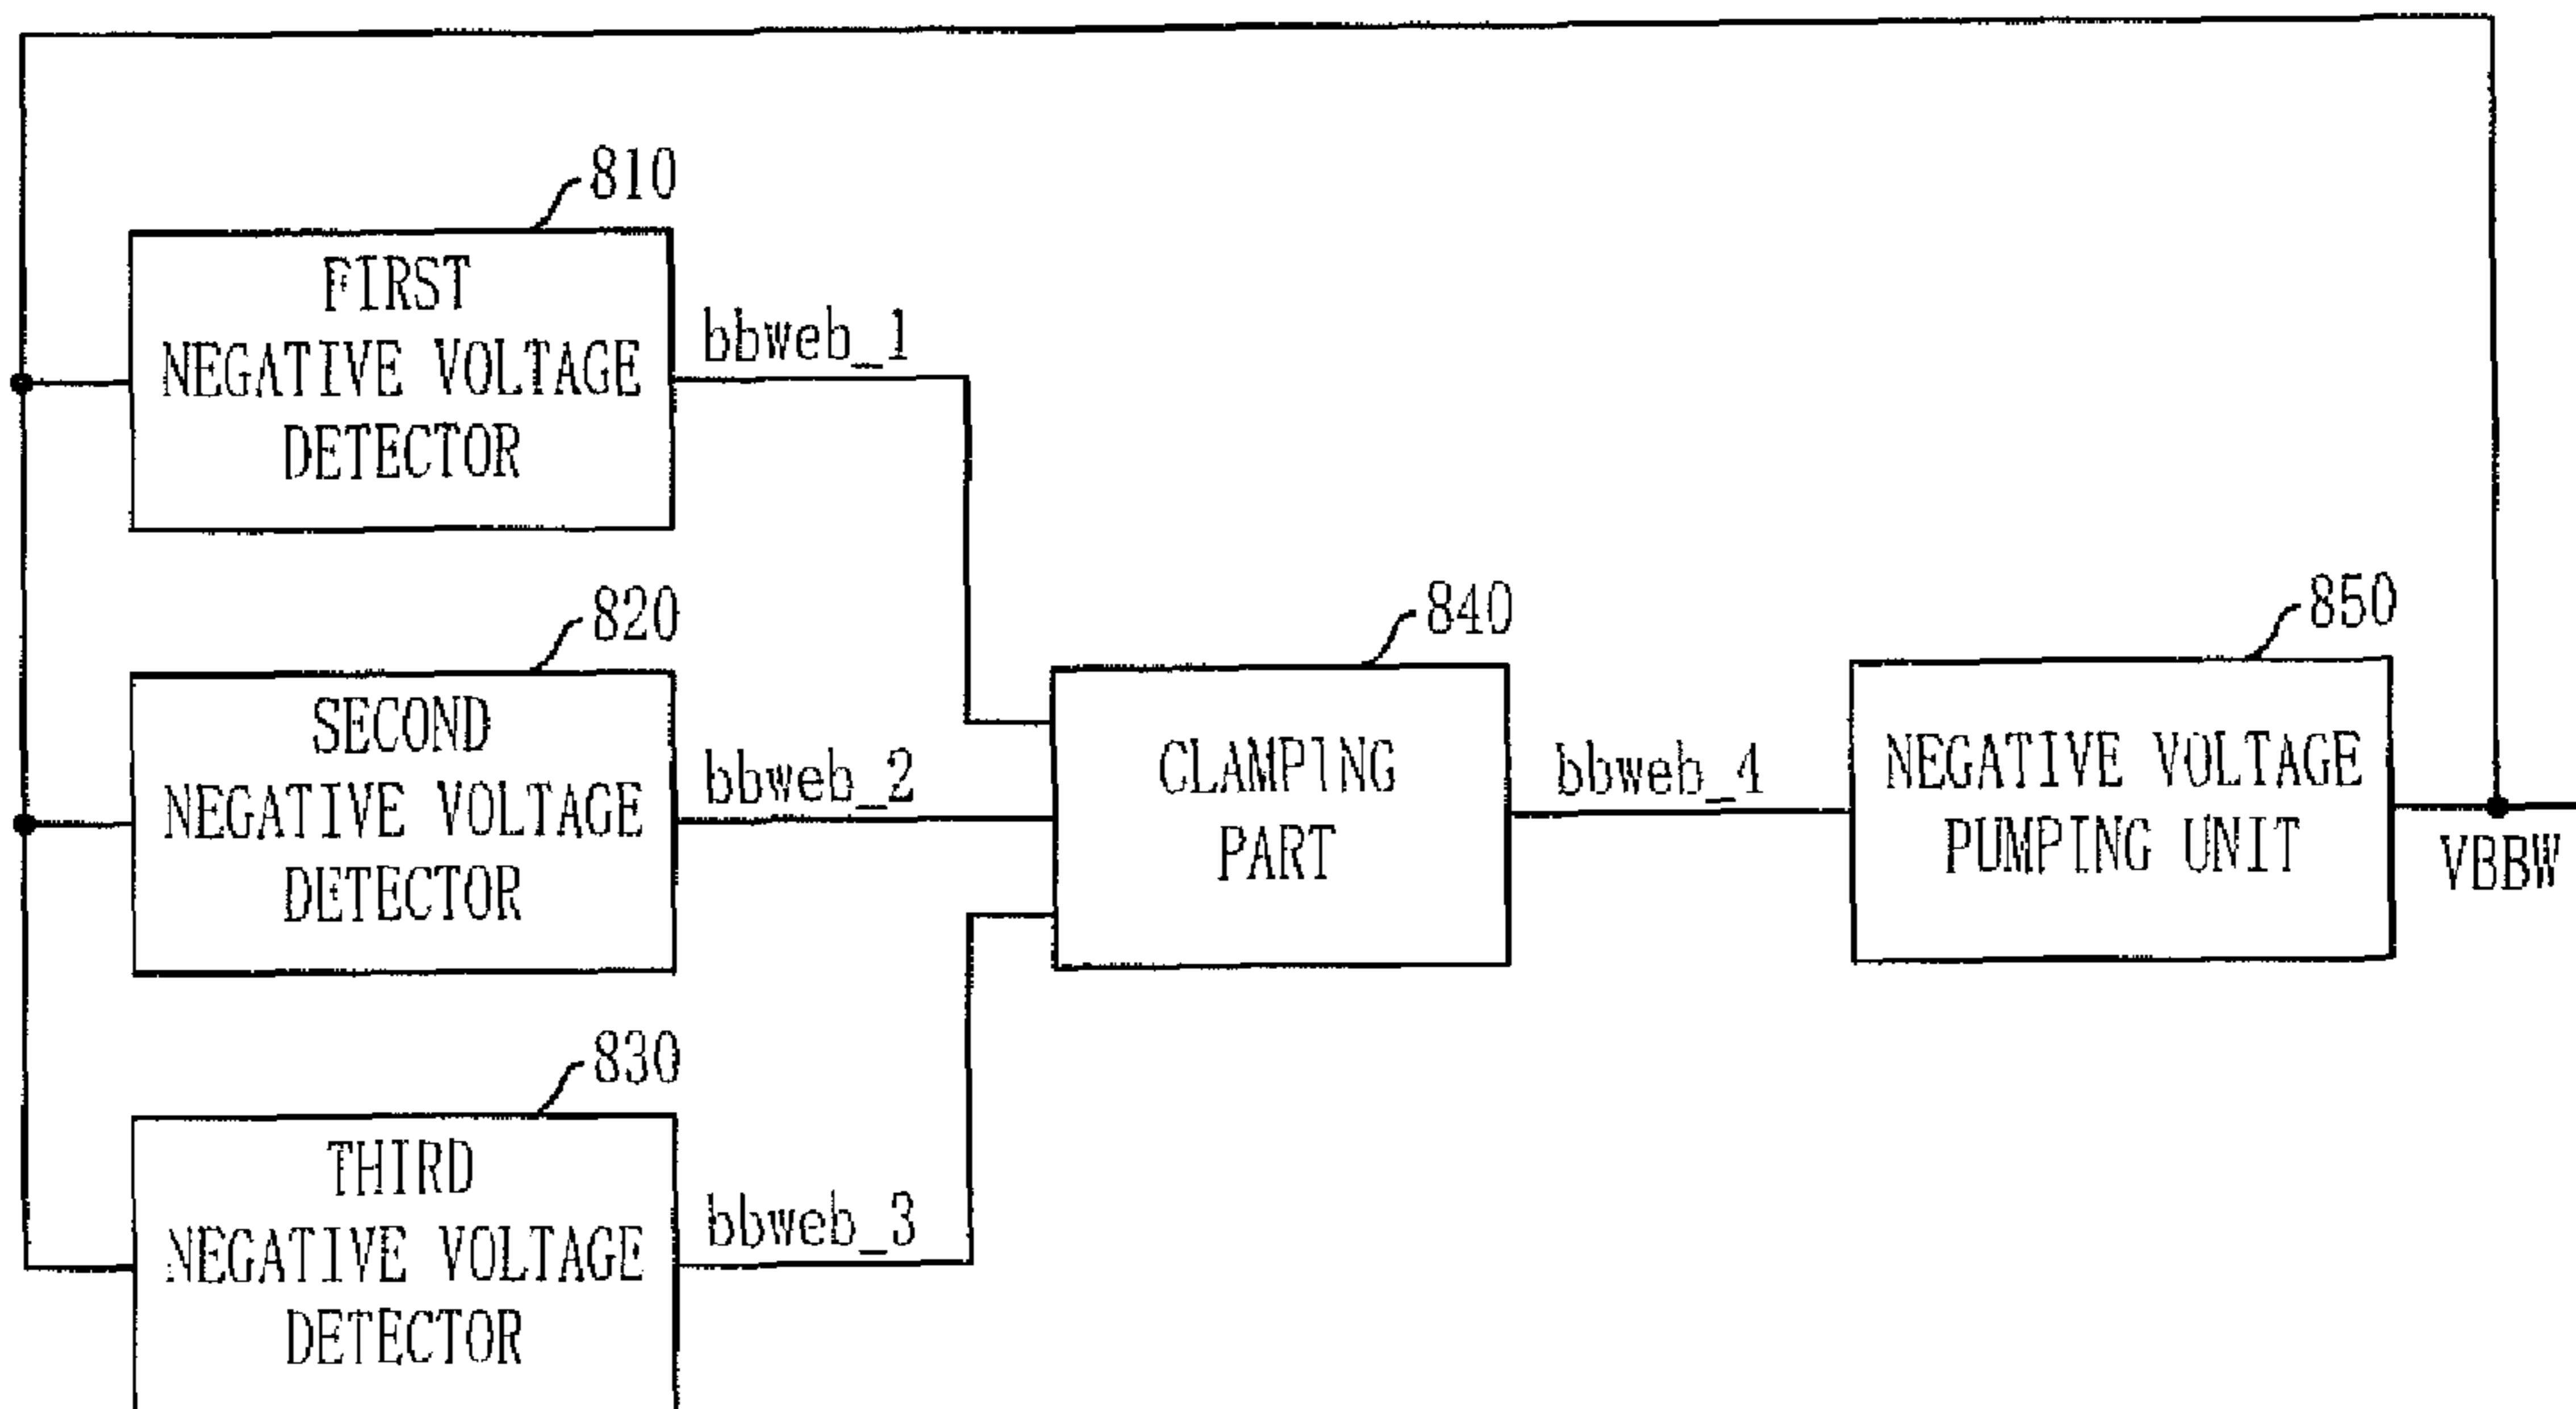 810
FIRST
NEGATIVE VOLTAGE
DETECTOR
bbweb_1
820
SECOND
NEGATIVE VOLTAGE
DETECTOR
bbweb_2
830
THIRD
NEGATIVE VOLTAGE
DETECTOR
bbweb_3
840
CLAMPING
PART
bbweb_4
850
NEGATIVE VOLTAGE
PUMPING UNIT
VBBW